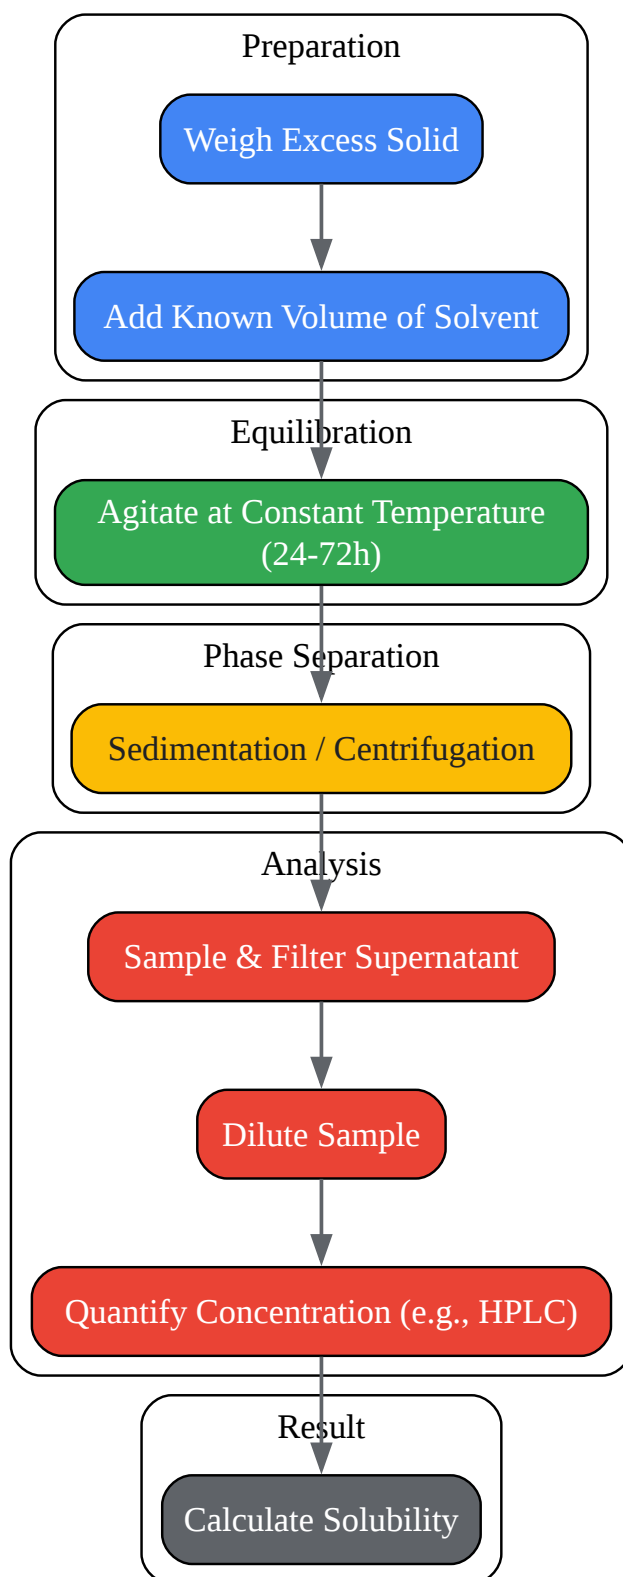 Preparation
Weigh Excess Solid
Add Known Volume of Solvent
Equilibration
Agitate at Constant Temperature
(24-72h)
Phase Separation
Sedimentation / Centrifugation
Analysis
Sample & Filter Supernatant
Dilute Sample
Quantify Concentration (e.g., HPLC)
Result
Calculate Solubility